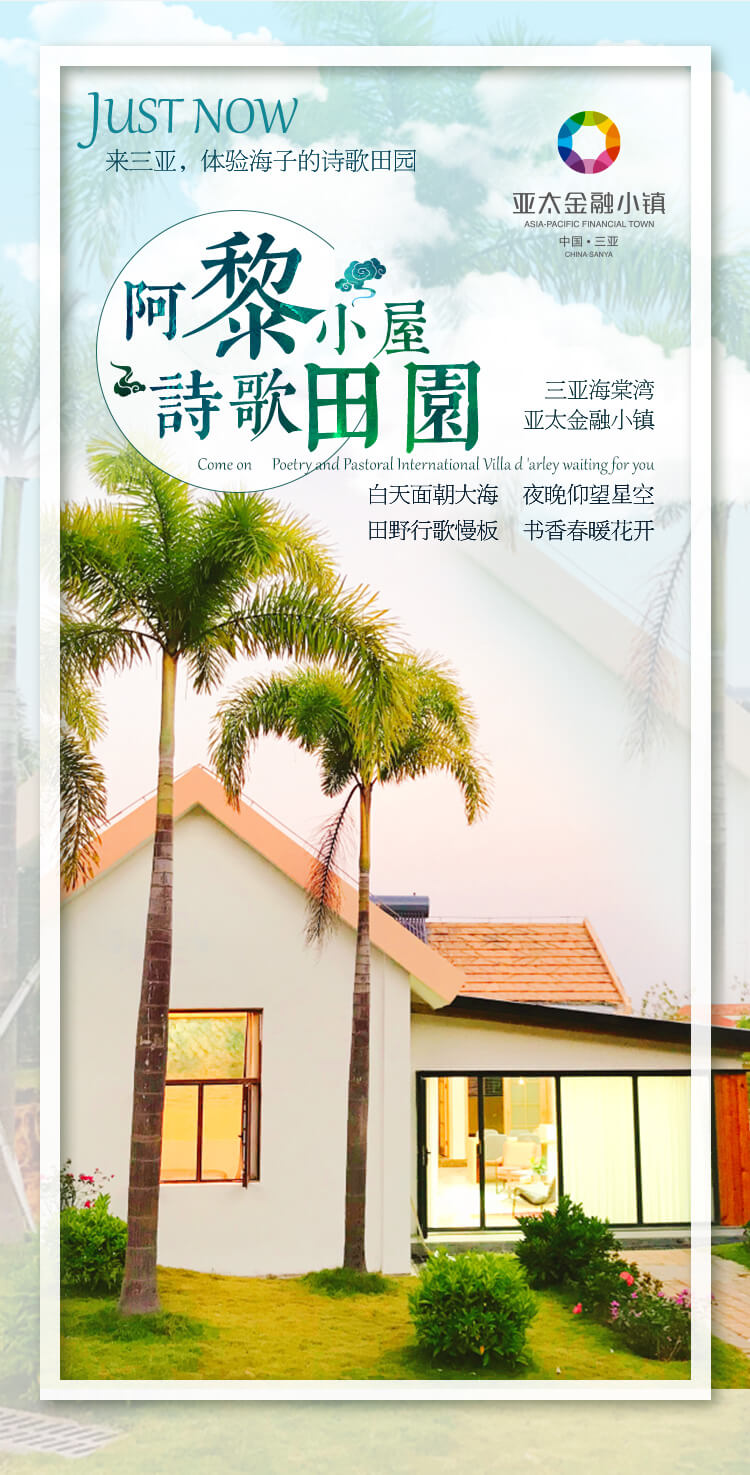 JUST NOW
来三亚，体验海子的诗歌田园
亚太金融小镇
ASIA-PACIFIC FINANCIAL TOWN
中国·三亚
CHINA·SANYA
阿黎小屋
詩歌田園
三亚海棠湾
亚太金融小镇
Come on Poetry and Pastoral International Villa d 'arley waiting for you
白天面朝大海 夜晚仰望星空
田野行歌慢板 书香春暖花开